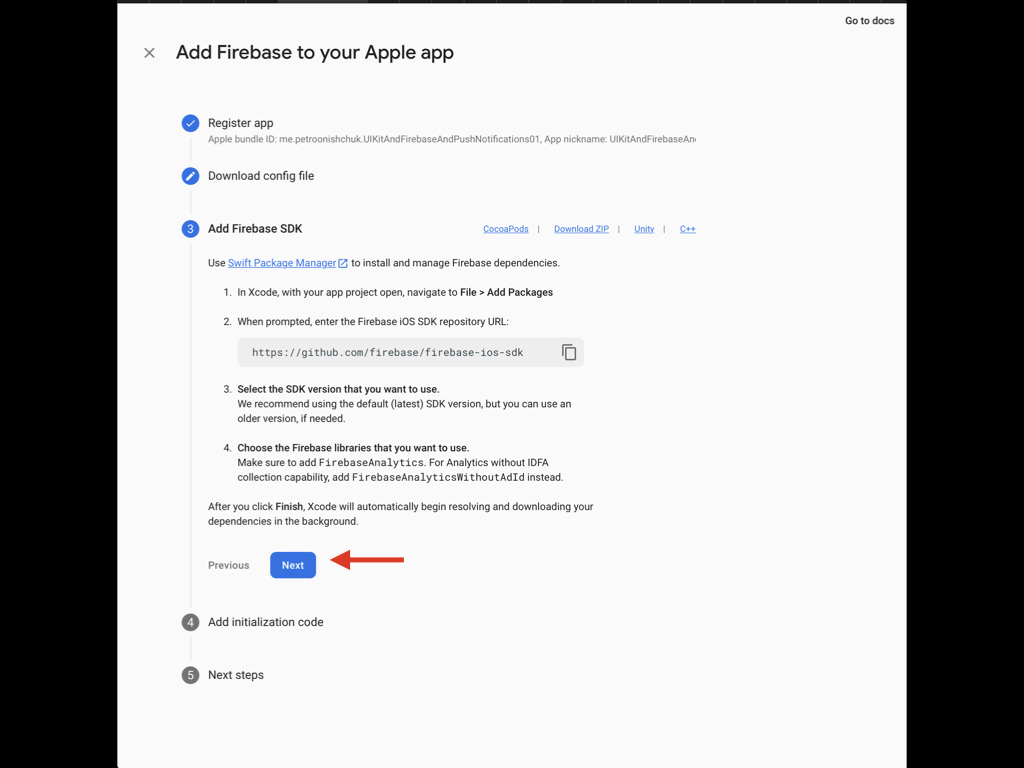 Go to docs
Add Firebase to your Apple app
Register app
Apple bundle ID: me.petroonishchuk.UIKitAndFirebaseAndPushNotifications01, App nickname: UIKitAndFirebaseAn
Download config file
3 Add Firebase SDK CocoaPods | Download ZIP | Unity | C++
Use Swift Package Manager to install and manage Firebase dependencies.
1. In Xcode, with your app project open, navigate to File > Add Packages
2. When prompted, enter the Firebase iOS SDK repository URL:
https://github.com/firebase/firebase-ios-sdk
3. Select the SDK version that you want to use.
We recommend using the default (latest) SDK version, but you can use an
older version, if needed.
4. Choose the Firebase libraries that you want to use.
Make sure to add FirebaseAnalytics. For Analytics without IDFA
collection capability, add FirebaseAnalyticsWithoutAdId instead.
After you click Finish, Xcode will automatically begin resolving and downloading your
dependencies in the background.
Previous Next
4 Add initialization code
5 Next steps